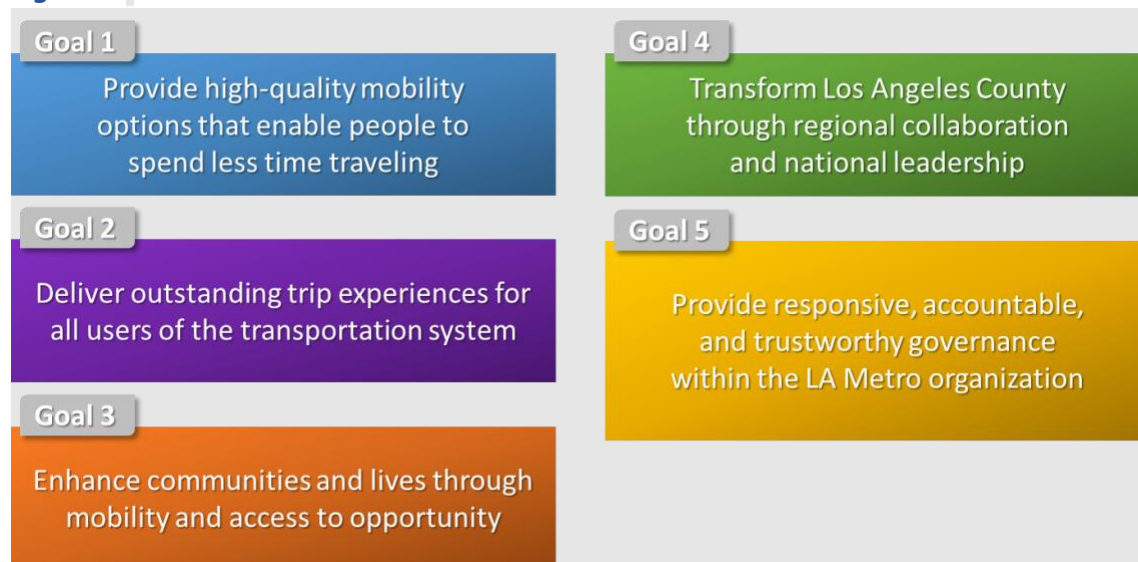 Goal 1
Provide high-quality mobility
options that enable people to
spend less time traveling
Goal 2
Deliver outstanding trip experiences for
all users of the transportation system
Goal 3
Enhance communities and lives through
mobility and access to opportunity
Goal 4
Transform Los Angeles County
through regional collaboration
and national leadership
Goal 5
Provide responsive, accountable,
and trustworthy governance
within the LA Metro organization